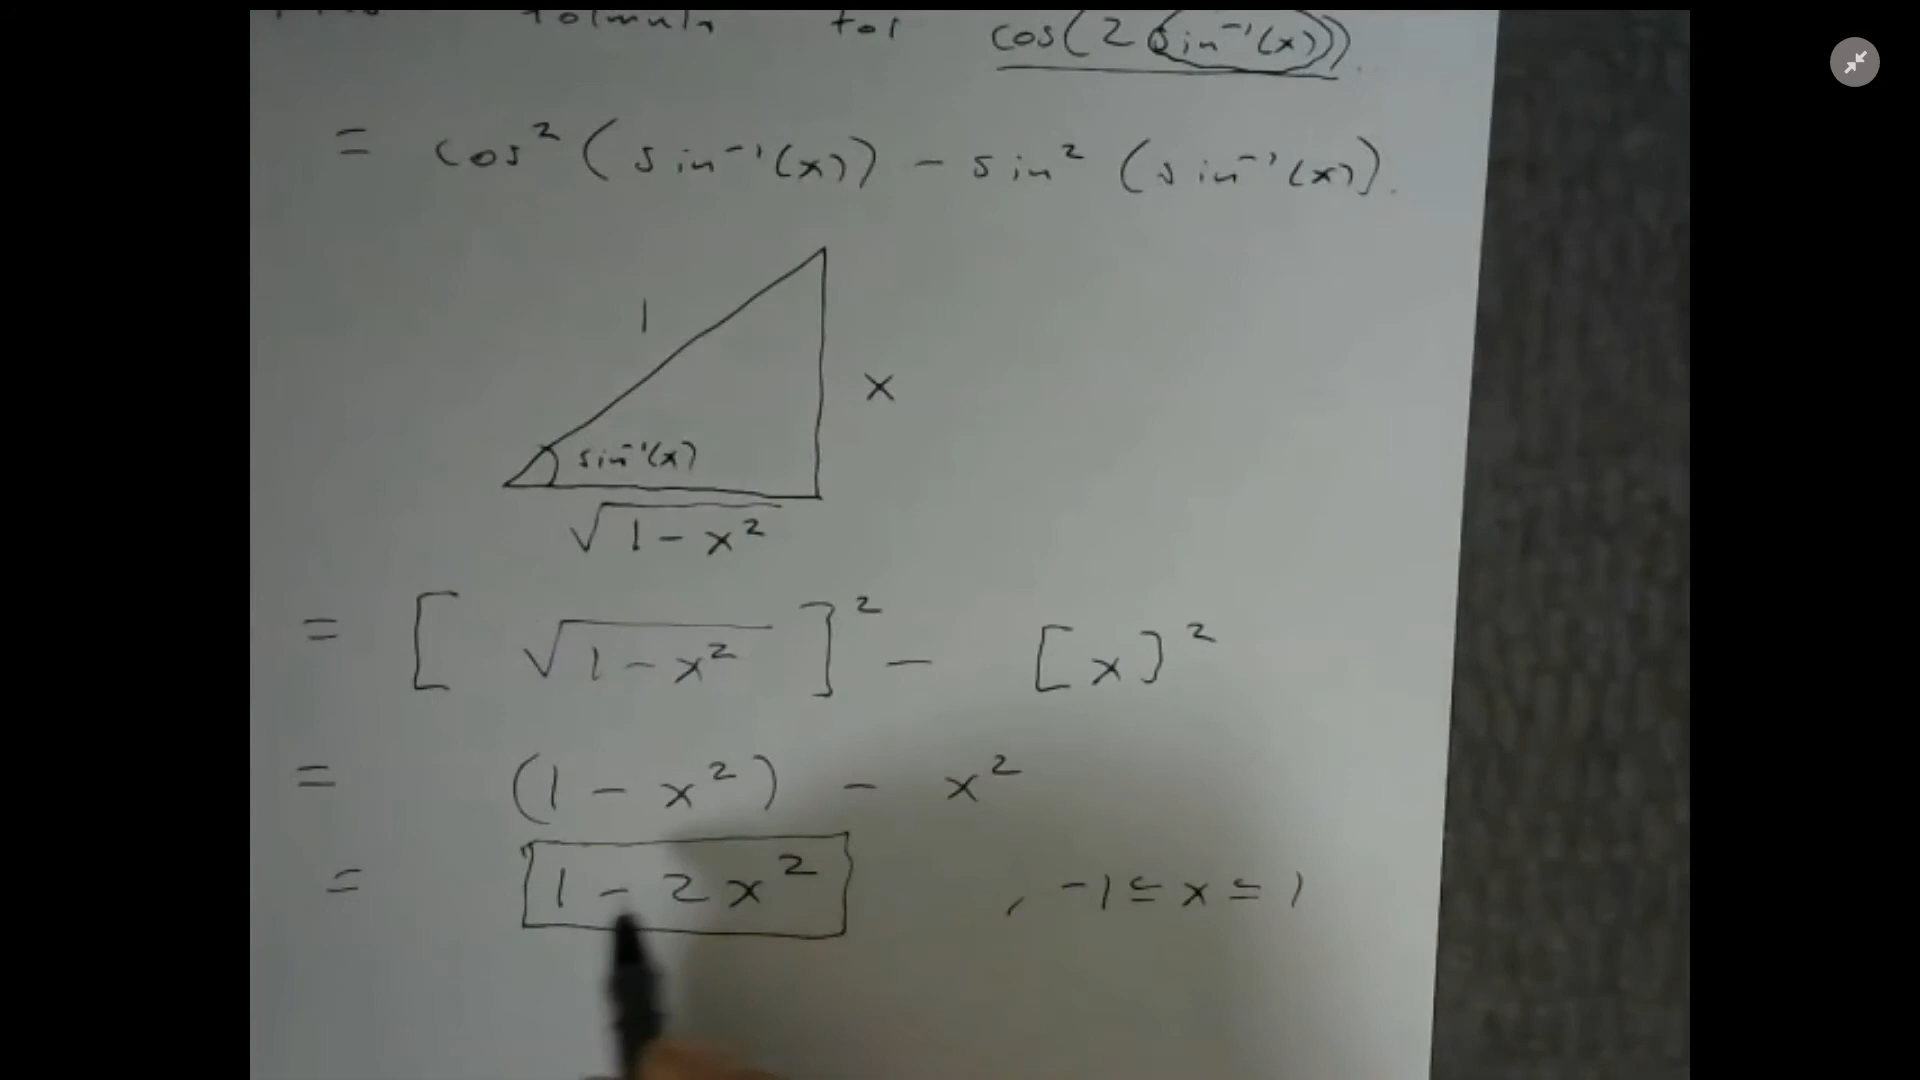 formula for cos(2 sin⁻¹(x)).
= cos² (sin⁻¹(x)) - sin² (sin⁻¹(x)).
1
x
sin⁻¹(x)
√(1 - x²)
= [√(1 - x²)]² - [x]²
= (1 - x²) - x²
= 1 - 2x² , -1 ≤ x ≤ 1